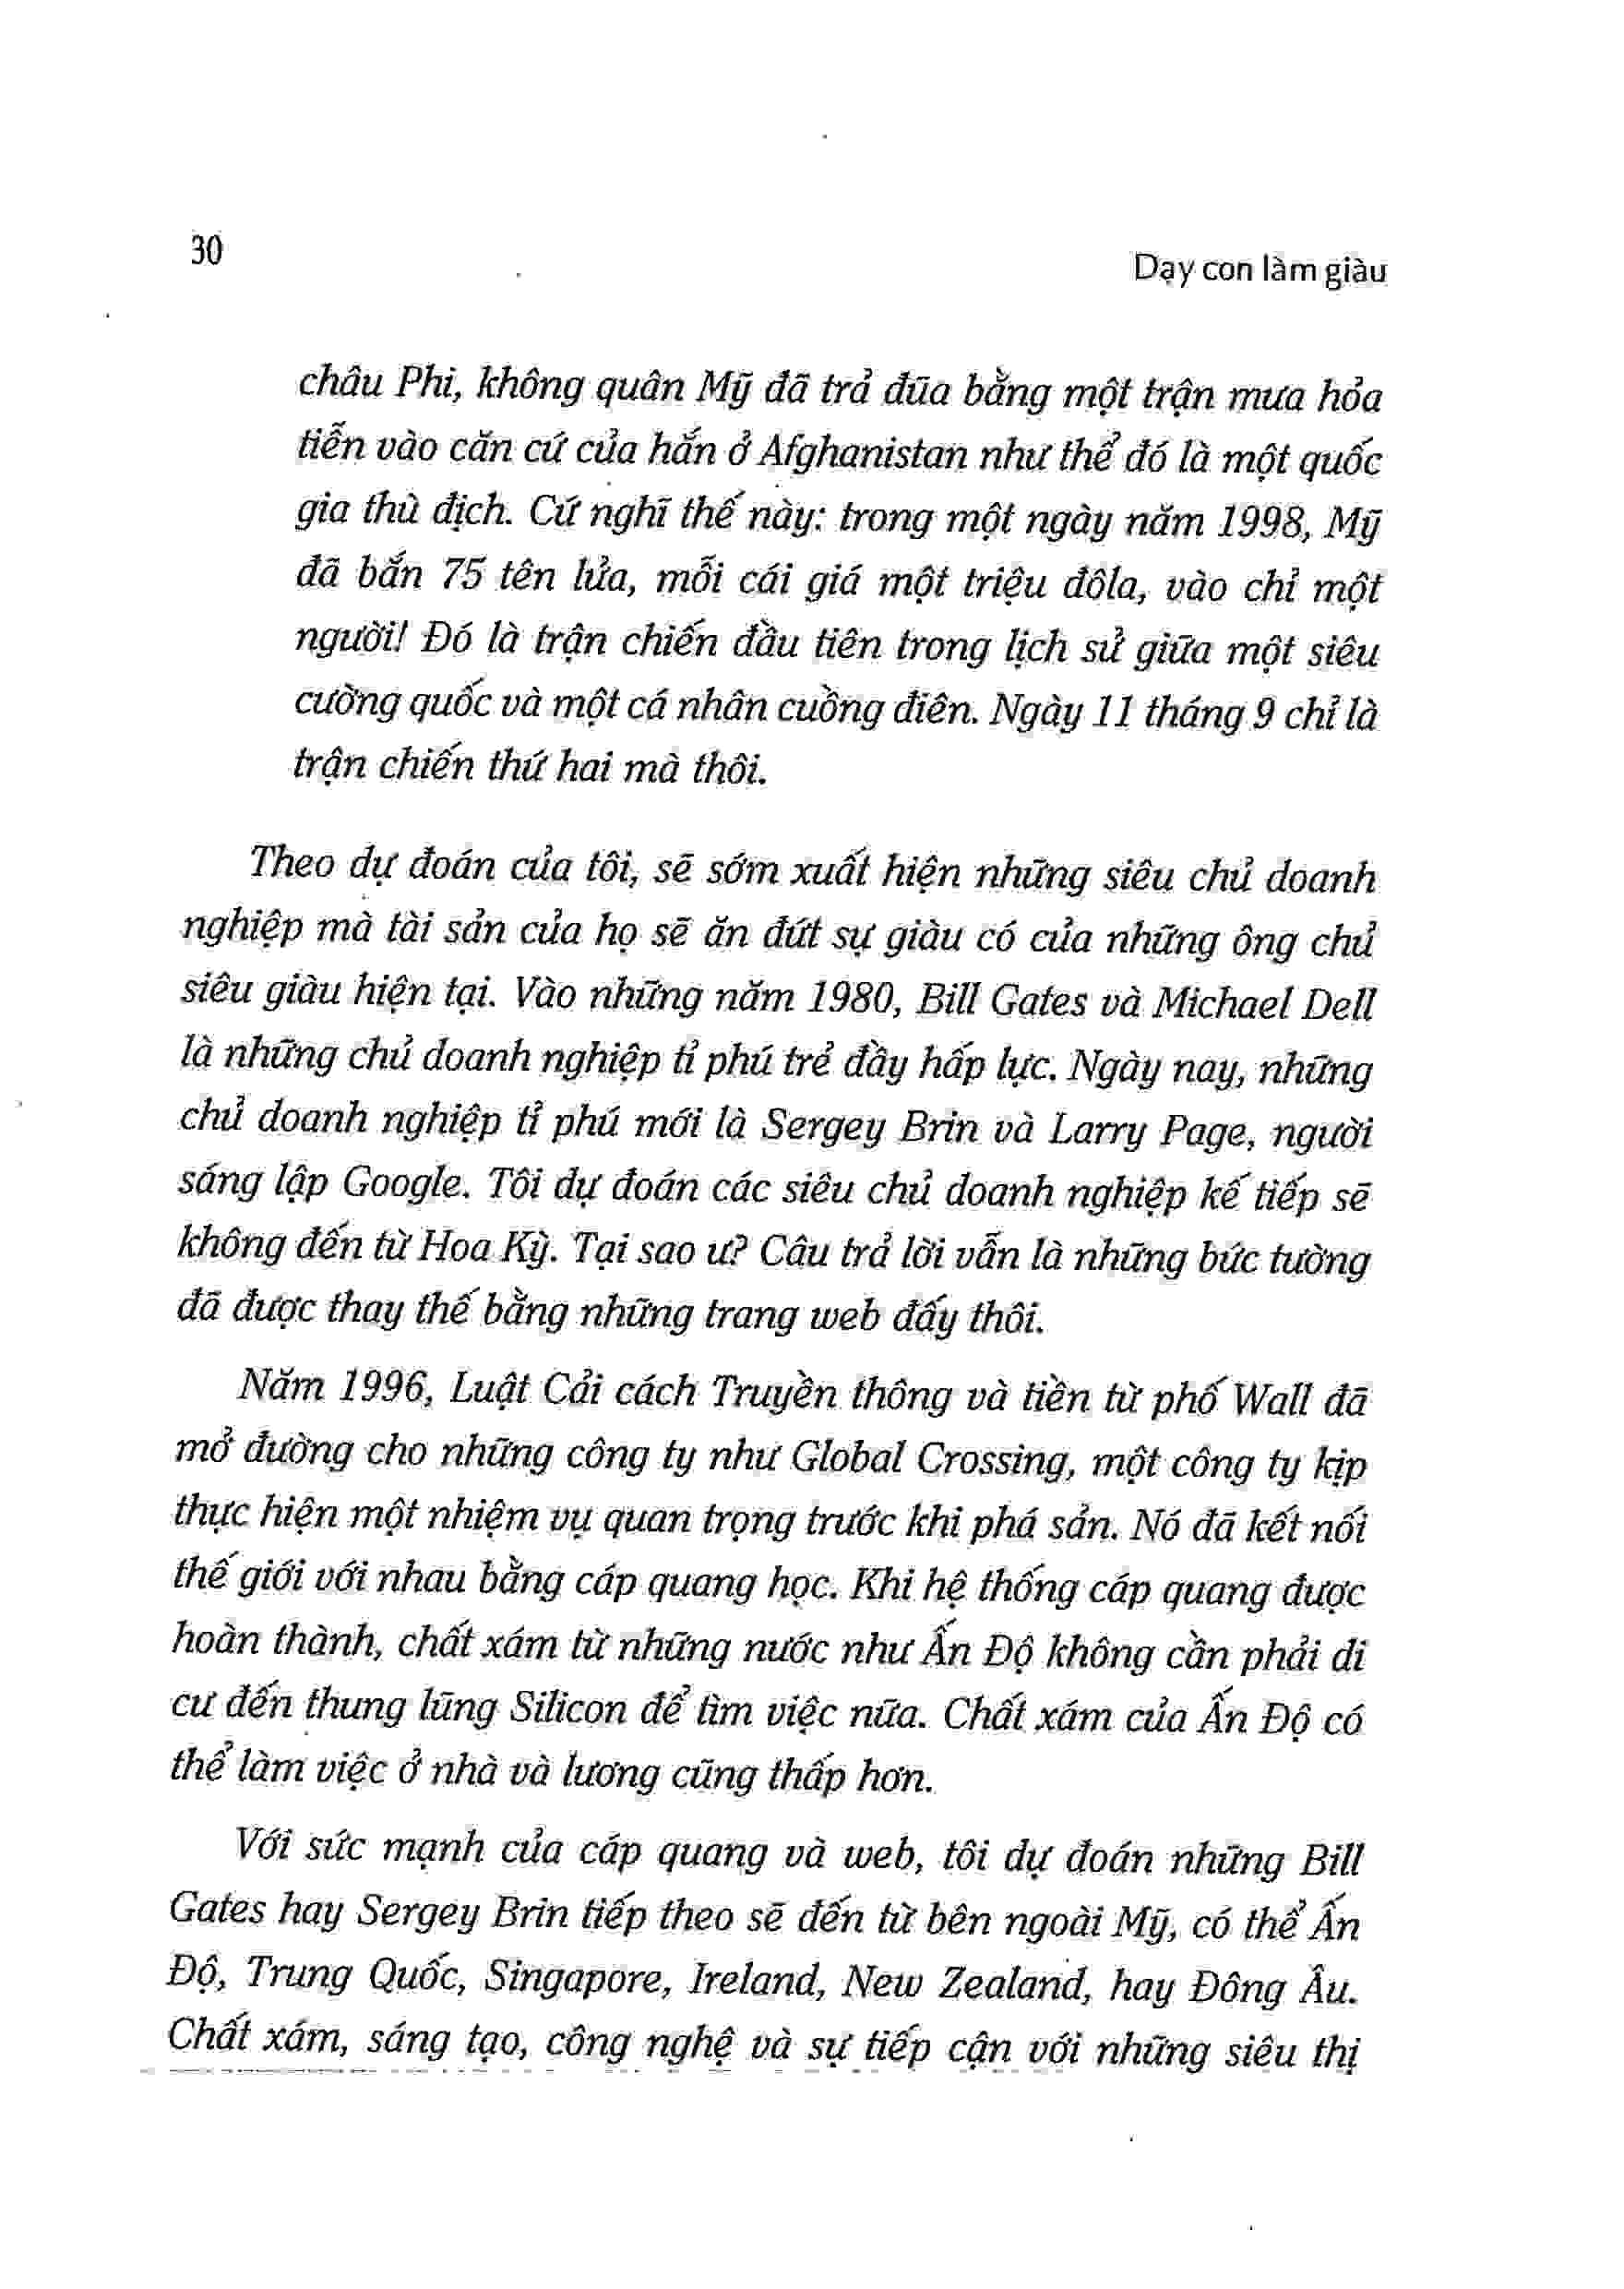 30
Dạy con làm giàu
châu Phi, không quân Mỹ đã trả đũa bằng một trận mưa hỏa
tiễn vào căn cứ của hắn ở Afghanistan như thể đó là một quốc
gia thù địch. Cứ nghĩ thế này: trong một ngày năm 1998, Mỹ
đã bắn 75 tên lửa, mỗi cái giá một triệu đôla, vào chỉ một
người! Đó là trận chiến đầu tiên trong lịch sử giữa một siêu
cường quốc và một cá nhân cuồng điên. Ngày 11 tháng 9 chỉ là
trận chiến thứ hai mà thôi.
Theo dự đoán của tôi, sẽ sớm xuất hiện những siêu chủ doanh
nghiệp mà tài sản của họ sẽ ăn đứt sự giàu có của những ông chủ
siêu giàu hiện tại. Vào những năm 1980, Bill Gates và Michael Dell
là những chủ doanh nghiệp tỉ phú trẻ đầy hấp lực. Ngày nay, những
chủ doanh nghiệp tỉ phú mới là Sergey Brin và Larry Page, người
sáng lập Google. Tôi dự đoán các siêu chủ doanh nghiệp kế tiếp sẽ
không đến từ Hoa Kỳ. Tại sao ư? Câu trả lời vẫn là những bức tường
đã được thay thế bằng những trang web đấy thôi.
Năm 1996, Luật Cải cách Truyền thông và tiền từ phố Wall đã
mở đường cho những công ty như Global Crossing, một công ty kịp
thực hiện một nhiệm vụ quan trọng trước khi phá sản. Nó đã kết nối
thế giới với nhau bằng cáp quang học. Khi hệ thống cáp quang được
hoàn thành, chất xám từ những nước như Ấn Độ không cần phải di
cư đến thung lũng Silicon để tìm việc nữa. Chất xám của Ấn Độ có
thể làm việc ở nhà và lương cũng thấp hơn.
Với sức mạnh của cáp quang và web, tôi dự đoán những Bill
Gates hay Sergey Brin tiếp theo sẽ đến từ bên ngoài Mỹ, có thể Ấn
Độ, Trung Quốc, Singapore, Ireland, New Zealand, hay Đông Âu.
Chất xám, sáng tạo, công nghệ và sự tiếp cận với những siêu thị